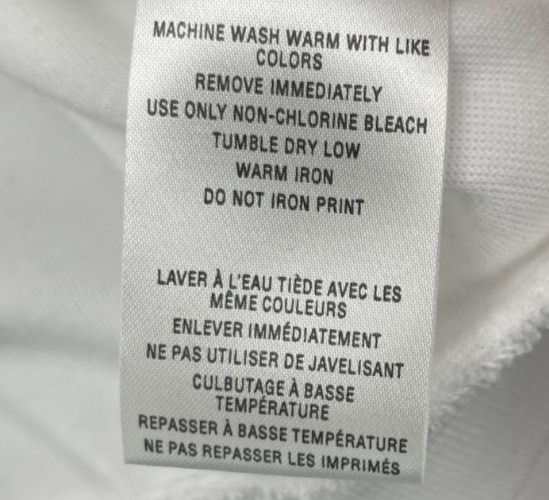 MACHINE WASH WARM WITH LIKE
COLORS
REMOVE IMMEDIATELY
USE ONLY NON-CHLORINE BLEACH
TUMBLE DRY LOW
WARM IRON
DO NOT IRON PRINT
LAVER À L'EAU TIÈDE AVEC LES
MÊME COULEURS
ENLEVER IMMÉDIATEMENT
NE PAS UTILISER DE JAVELISANT
CULBUTAGE À BASSE
TEMPÉRATURE
REPASSER À BASSE TEMPÉRATURE
NE PAS REPASSER LES IMPRIMÉS